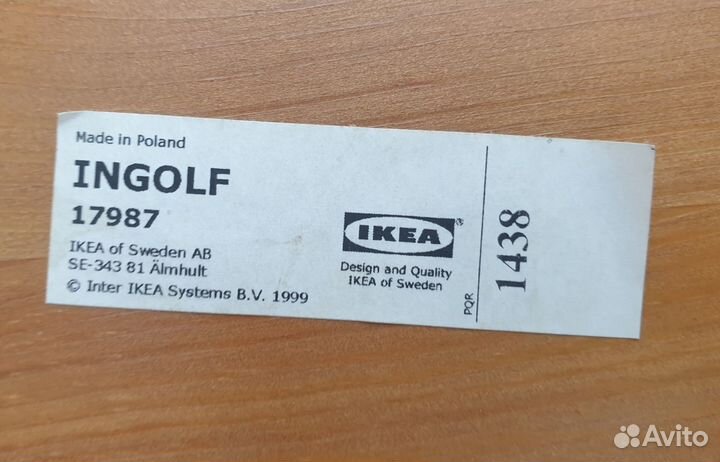 Made in Poland
INGOLF
17987
IKEA of Sweden AB
SE-343 81 Älmhult
© Inter IKEA Systems B.V. 1999
IKEA®
Design and Quality
IKEA of Sweden
PQR
1438
Avito